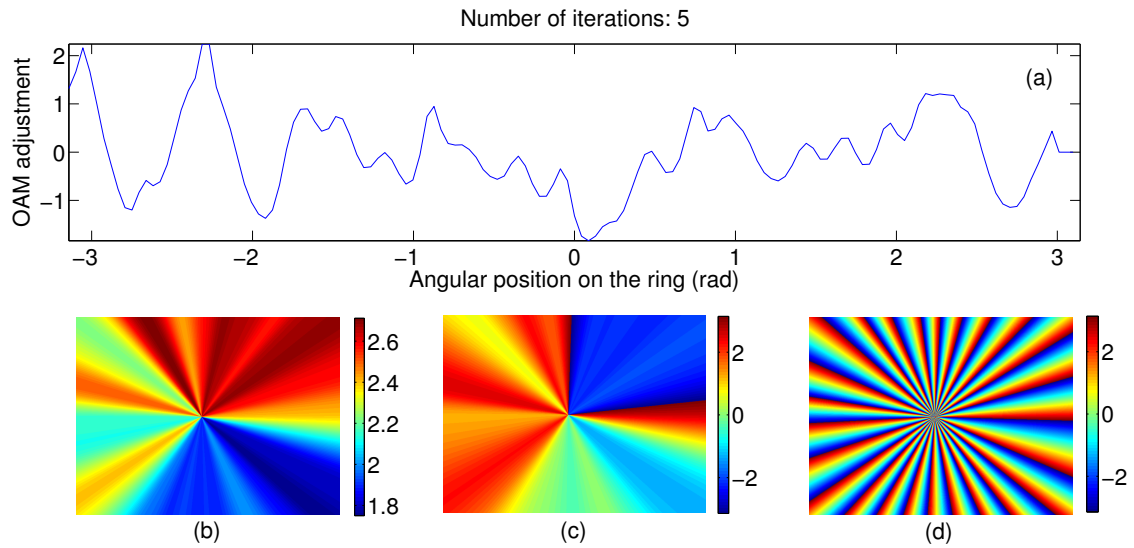 Number of iterations: 5
OAM adjustment
2
1
0
−1
(a)
−3 −2 −1 0 1 2 3
Angular position on the ring (rad)
2.6
2.4
2.2
2
1.8
2
0
−2
2
0
−2
(b) (c) (d)